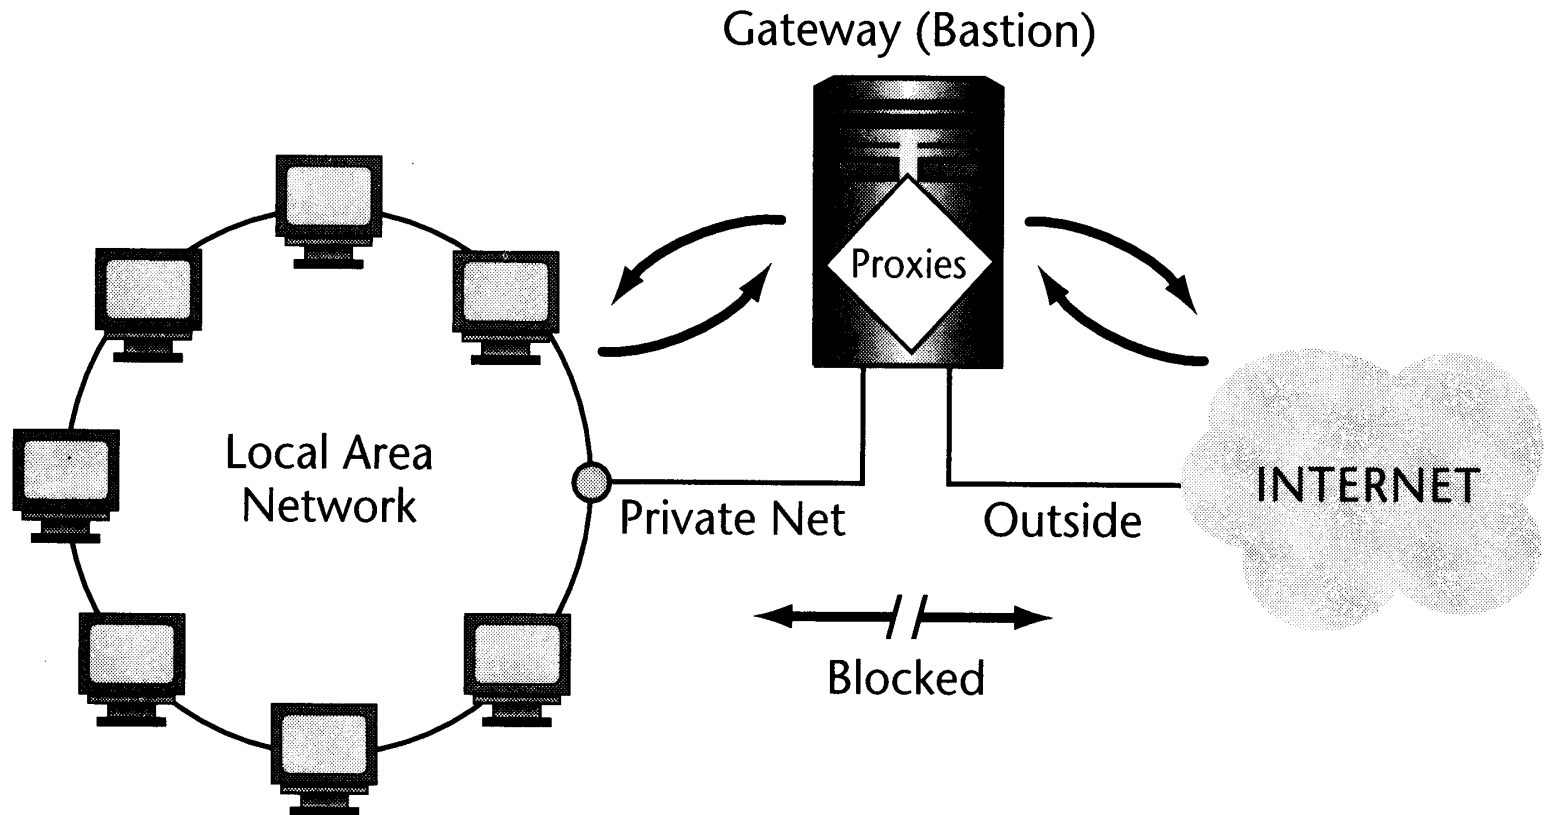 Gateway (Bastion)
Proxies
Local Area
Network
Private Net
Outside
INTERNET
Blocked